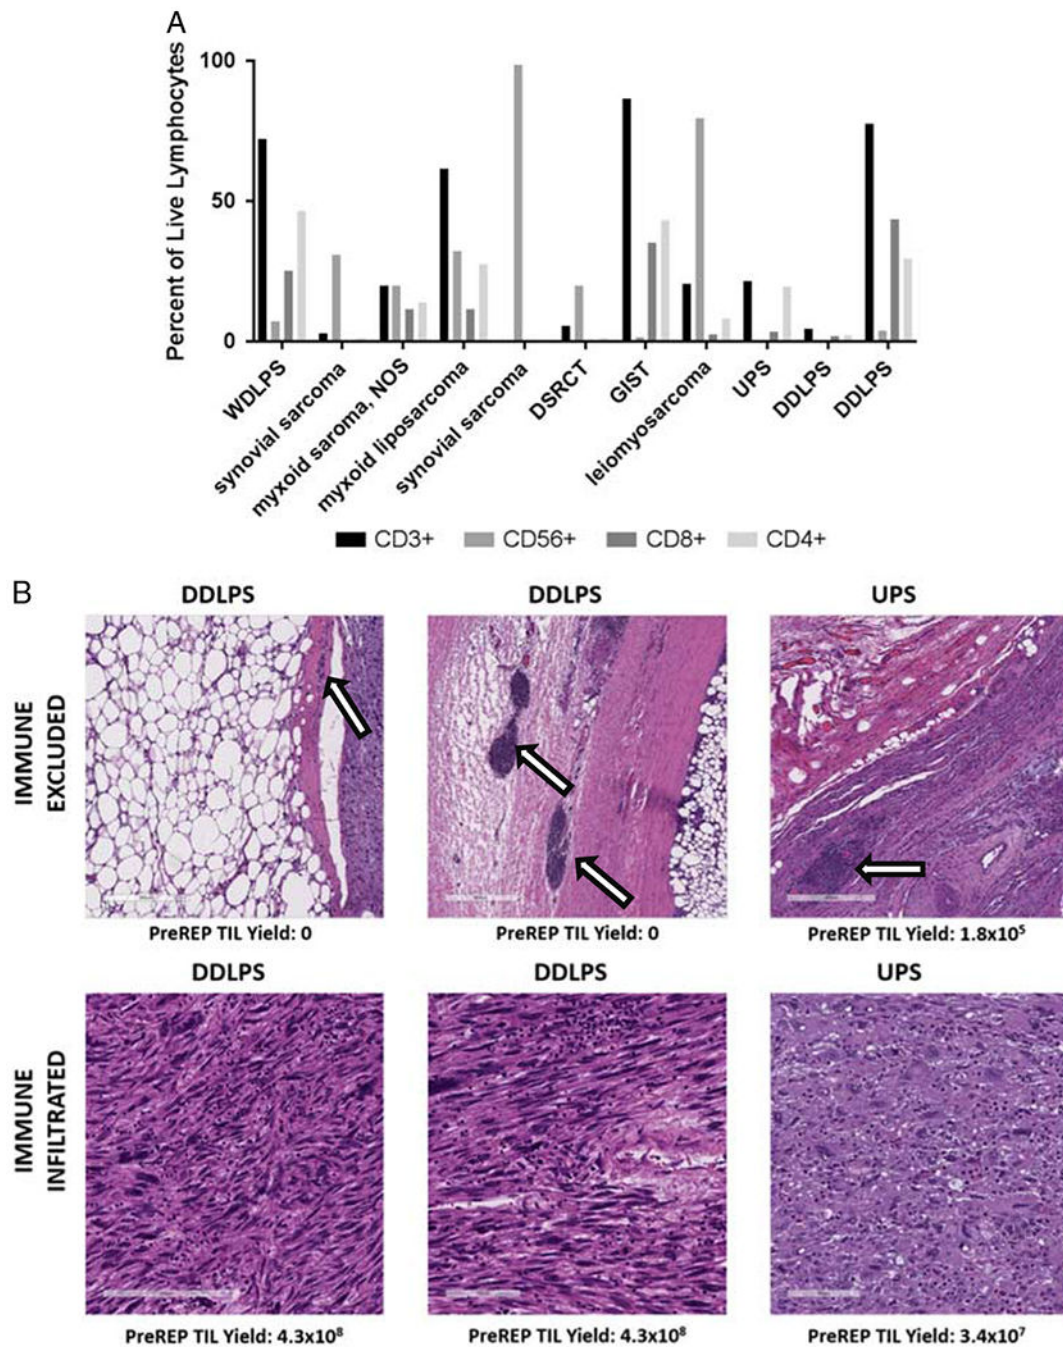 A
Percent of Live Lymphocytes
100
50
0
WDLPS
synovial sarcoma
myxoid saroma, NOS
myxoid liposarcoma
synovial sarcoma
DSRCT
GIST
leiomyosarcoma
UPS
DDLPS
DDLPS
CD3+ CD56+ CD8+ CD4+
B
DDLPS DDLPS UPS
IMMUNE
EXCLUDED
PreREP TIL Yield: 0 PreREP TIL Yield: 0 PreREP TIL Yield: 1.8x10⁵
DDLPS DDLPS UPS
IMMUNE
INFILTRATED
PreREP TIL Yield: 4.3x10⁸ PreREP TIL Yield: 4.3x10⁸ PreREP TIL Yield: 3.4x10⁷